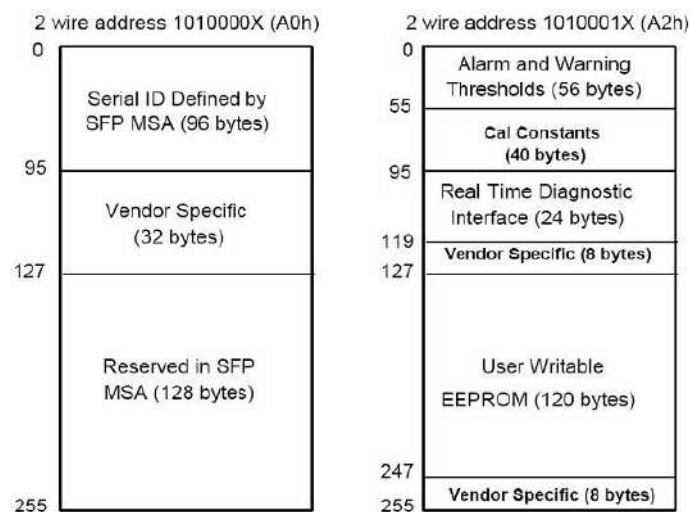 2 wire address 1010000X (A0h)
0
Serial ID Defined by
SFP MSA (96 bytes)
95
Vendor Specific
(32 bytes)
127
Reserved in SFP
MSA (128 bytes)
255
2 wire address 1010001X (A2h)
0
Alarm and Warning
Thresholds (56 bytes)
55
Cal Constants
(40 bytes)
95
Real Time Diagnostic
Interface (24 bytes)
119
Vendor Specific (8 bytes)
127
User Writable
EEPROM (120 bytes)
247
Vendor Specific (8 bytes)
255